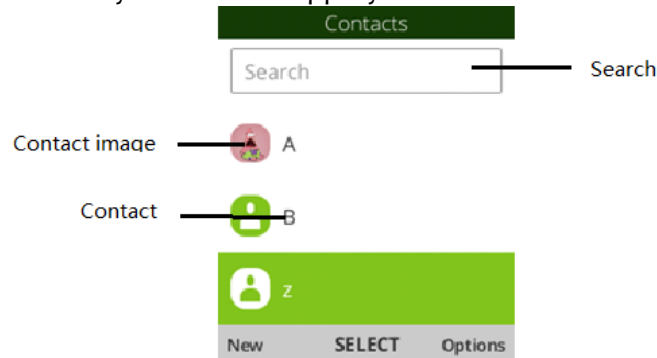 Contacts
Search
Search
Contact image
A
Contact
B
z
New SELECT Options